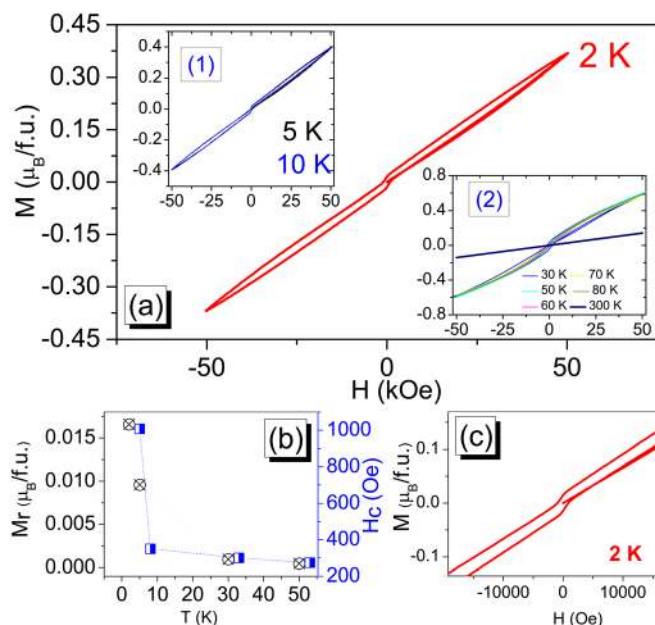 0.45
0.30
0.15
0.00
-0.15
-0.30
-0.45
M (μB/f.u.)
-50
0
50
H (kOe)
(a)
2 K
(1)
0.4
0.2
0.0
-0.2
-0.4
-50
-25
0
25
50
5 K
10 K
(2)
0.8
0.4
0.0
-0.4
-0.8
-50
-25
0
25
50
30 K
70 K
50 K
80 K
60 K
300 K
(b)
0.015
0.010
0.005
0.000
Mr (μB/f.u.)
0
10
20
30
40
50
T (K)
1000
800
600
400
200
Hc (Oe)
(c)
0.1
0.0
-0.1
M (μB/f.u.)
-10000
0
10000
H (Oe)
2 K